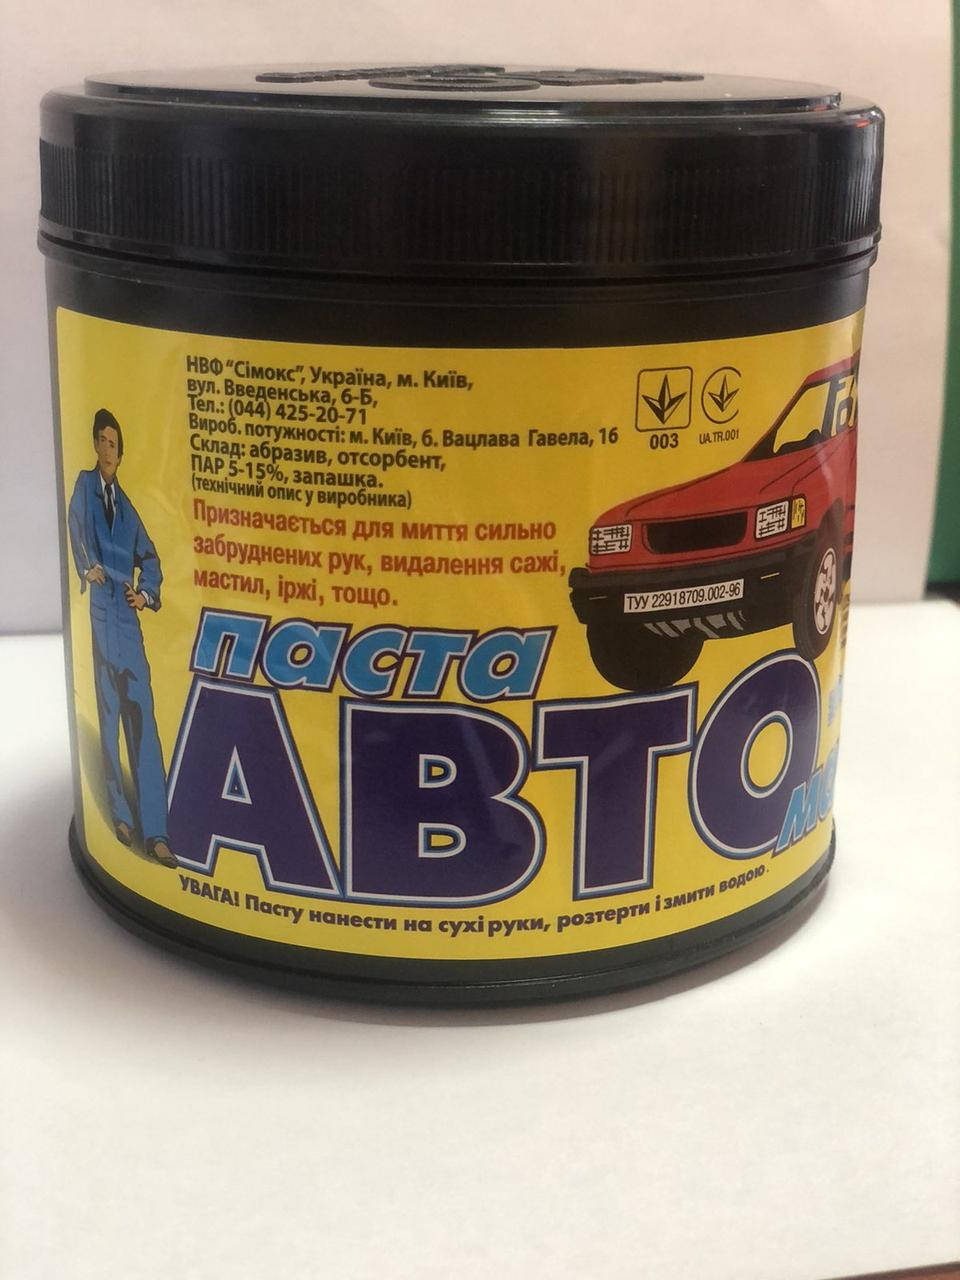 НВФ "Сімокс", Україна, м. Київ,
вул. Введенська, 6-Б,
Тел.: (044) 425-20-71
Вироб. потужності: м. Київ, б. Вацлава Гавела, 16
Склад: абразив, отсорбент,
ПАР 5-15%, запашка.
(технічний опис у виробника)
Призначається для миття сильно
забруднених рук, видалення сажі,
мастил, іржі, тощо.
003
UA.TR.001
ТУУ 22918709.002-96
паста
АВТО
УВАГА! Пасту нанести на сухі руки, розтерти і змити водою.